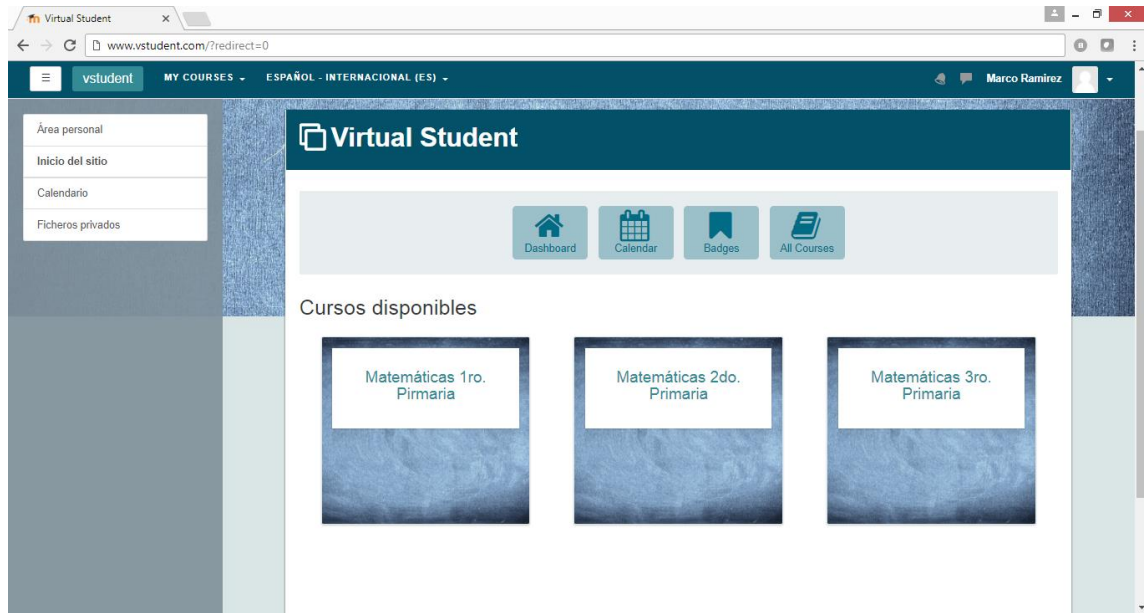 Virtual Student
www.vstudent.com/?redirect=0
vstudent MY COURSES ESPAÑOL - INTERNACIONAL (ES) Marco Ramirez
Área personal
Inicio del sitio
Calendario
Ficheros privados
Virtual Student
Dashboard Calendar Badges All Courses
Cursos disponibles
Matemáticas 1ro.
Pirmaria
Matemáticas 2do.
Primaria
Matemáticas 3ro.
Primaria